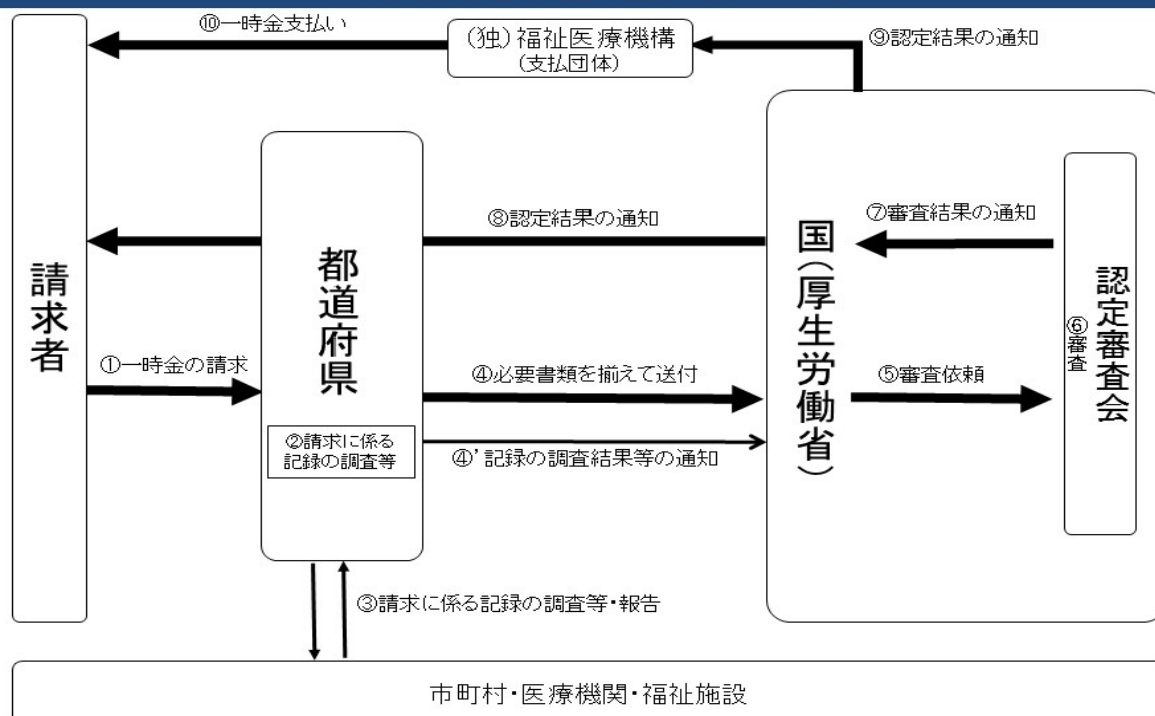 ⑩一時金支払い
(独)福祉医療機構
(支払団体)
⑨認定結果の通知
請求者
都道府県
国(厚生労働省)
認定審査会
⑥審査
⑧認定結果の通知
⑦審査結果の通知
①一時金の請求
④必要書類を揃えて送付
⑤審査依頼
②請求に係る
記録の調査等
④’記録の調査結果等の通知
③請求に係る記録の調査等・報告
市町村・医療機関・福祉施設